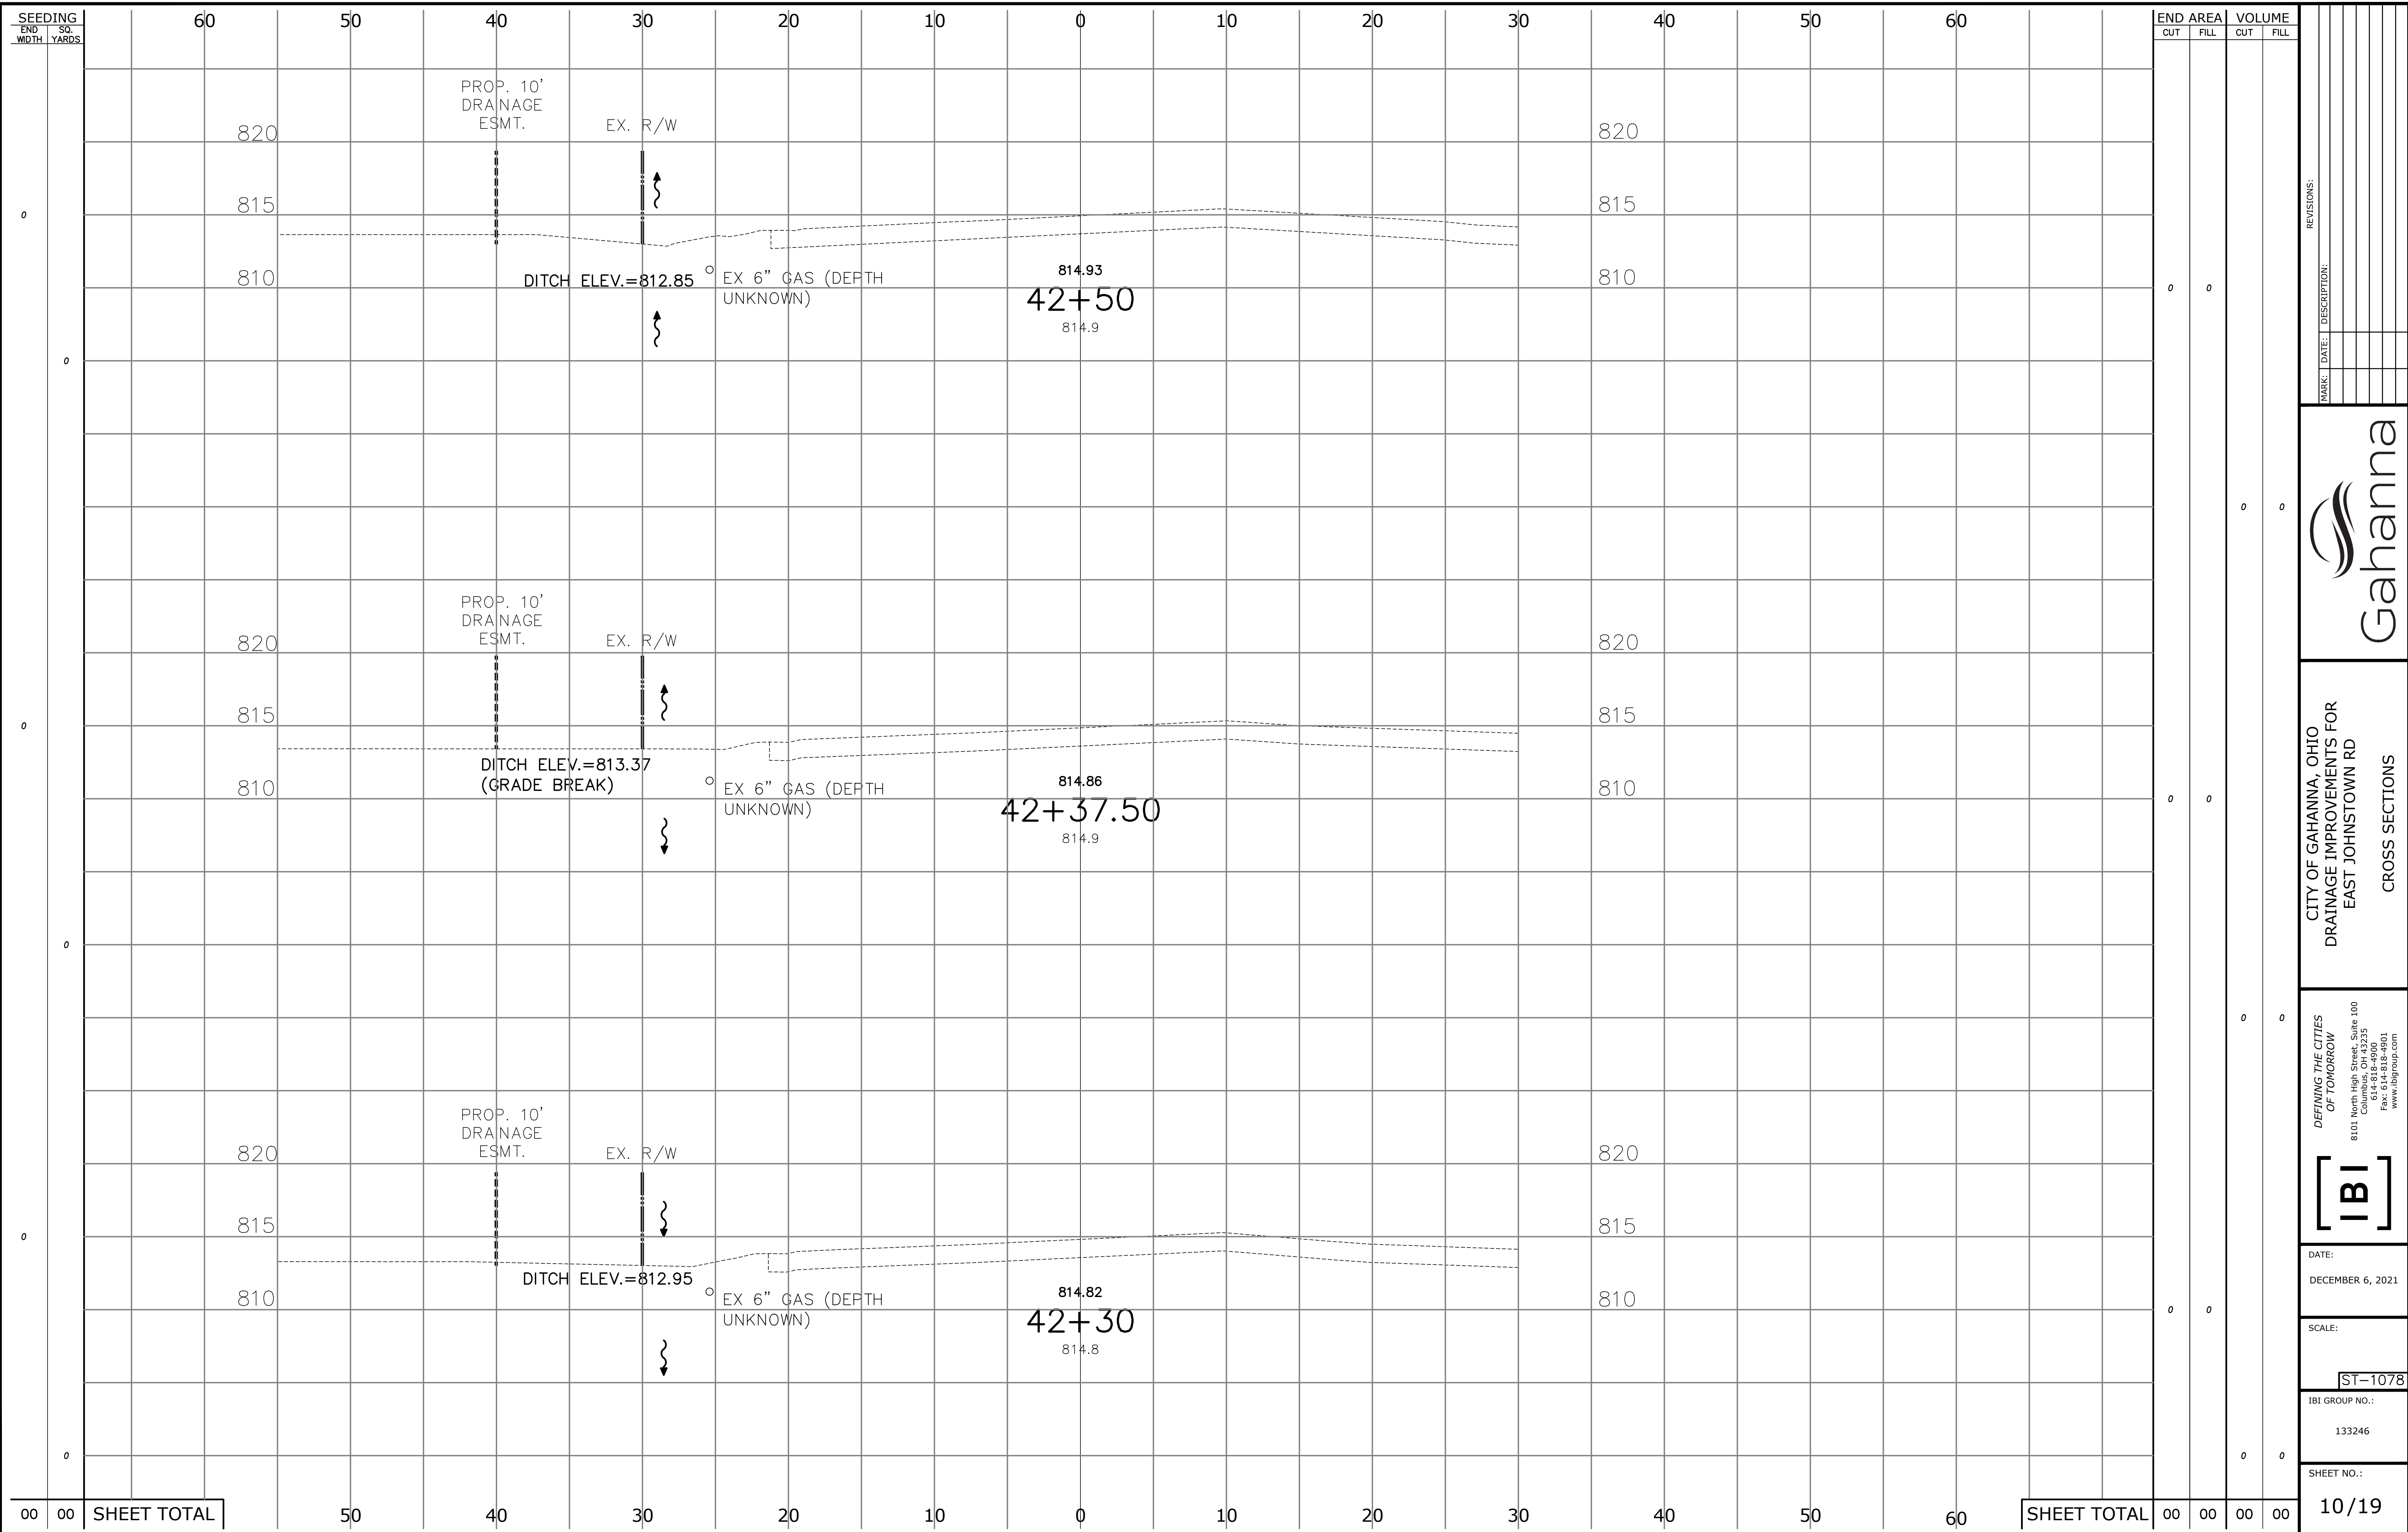 SEEDING
END WIDTH
SQ. YARDS
60 50 40 30 20 10 0 10 20 30 40 50 60
END AREA VOLUME
CUT FILL CUT FILL
PROP. 10'
DRAINAGE
ESMT.
EX. R/W
820 820
815 815
0
DITCH ELEV.=812.85
EX 6" GAS (DEPTH
UNKNOWN)
810 810
814.93
42+50
814.9
0 0
0
0 0
PROP. 10'
DRAINAGE
ESMT.
EX. R/W
820 820
815 815
0
DITCH ELEV.=813.37
(GRADE BREAK)
EX 6" GAS (DEPTH
UNKNOWN)
810 810
814.86
42+37.50
814.9
0 0
0
0 0
PROP. 10'
DRAINAGE
ESMT.
EX. R/W
820 820
815 815
0
DITCH ELEV.=812.95
EX 6" GAS (DEPTH
UNKNOWN)
810 810
814.82
42+30
814.8
0 0
0
0 0
00 00 SHEET TOTAL
50 40 30 20 10 0 10 20 30 40 50 60
SHEET TOTAL 00 00 00 00
REVISIONS:
MARK: DATE: DESCRIPTION:
Gahanna
CITY OF GAHANNA, OHIO
DRAINAGE IMPROVEMENTS FOR
EAST JOHNSTOWN RD
CROSS SECTIONS
DEFINING THE CITIES
OF TOMORROW
8101 North High Street, Suite 100
Columbus, OH 43235
614-818-4900
Fax: 614-818-4901
www.ibigroup.com
IBI
DATE:
DECEMBER 6, 2021
SCALE:
ST-1078
IBI GROUP NO.:
133246
SHEET NO.:
10/19